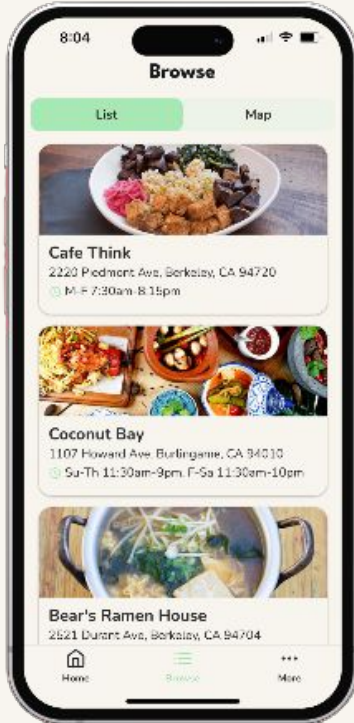 8:04
Browse
List
Map
Cafe Think
2220 Piedmont Ave, Berkeley, CA 94720
M-F 7:30am-8:15pm
Coconut Bay
1107 Howard Ave, Burlingame, CA 94010
Su-Th 11:30am-9pm, F-Sa 11:30am-10pm
Bear's Ramen House
2521 Durant Ave, Berkeley, CA 94704
Home
Browse
More